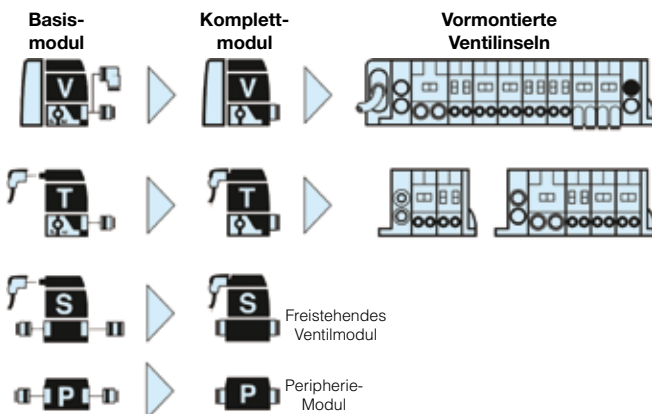 Basis-
modul
Komplett-
modul
Vormontierte
Ventilinseln
V
V
T
T
S
S
Freistehendes
Ventilmodul
P
P
Peripherie-
Modul